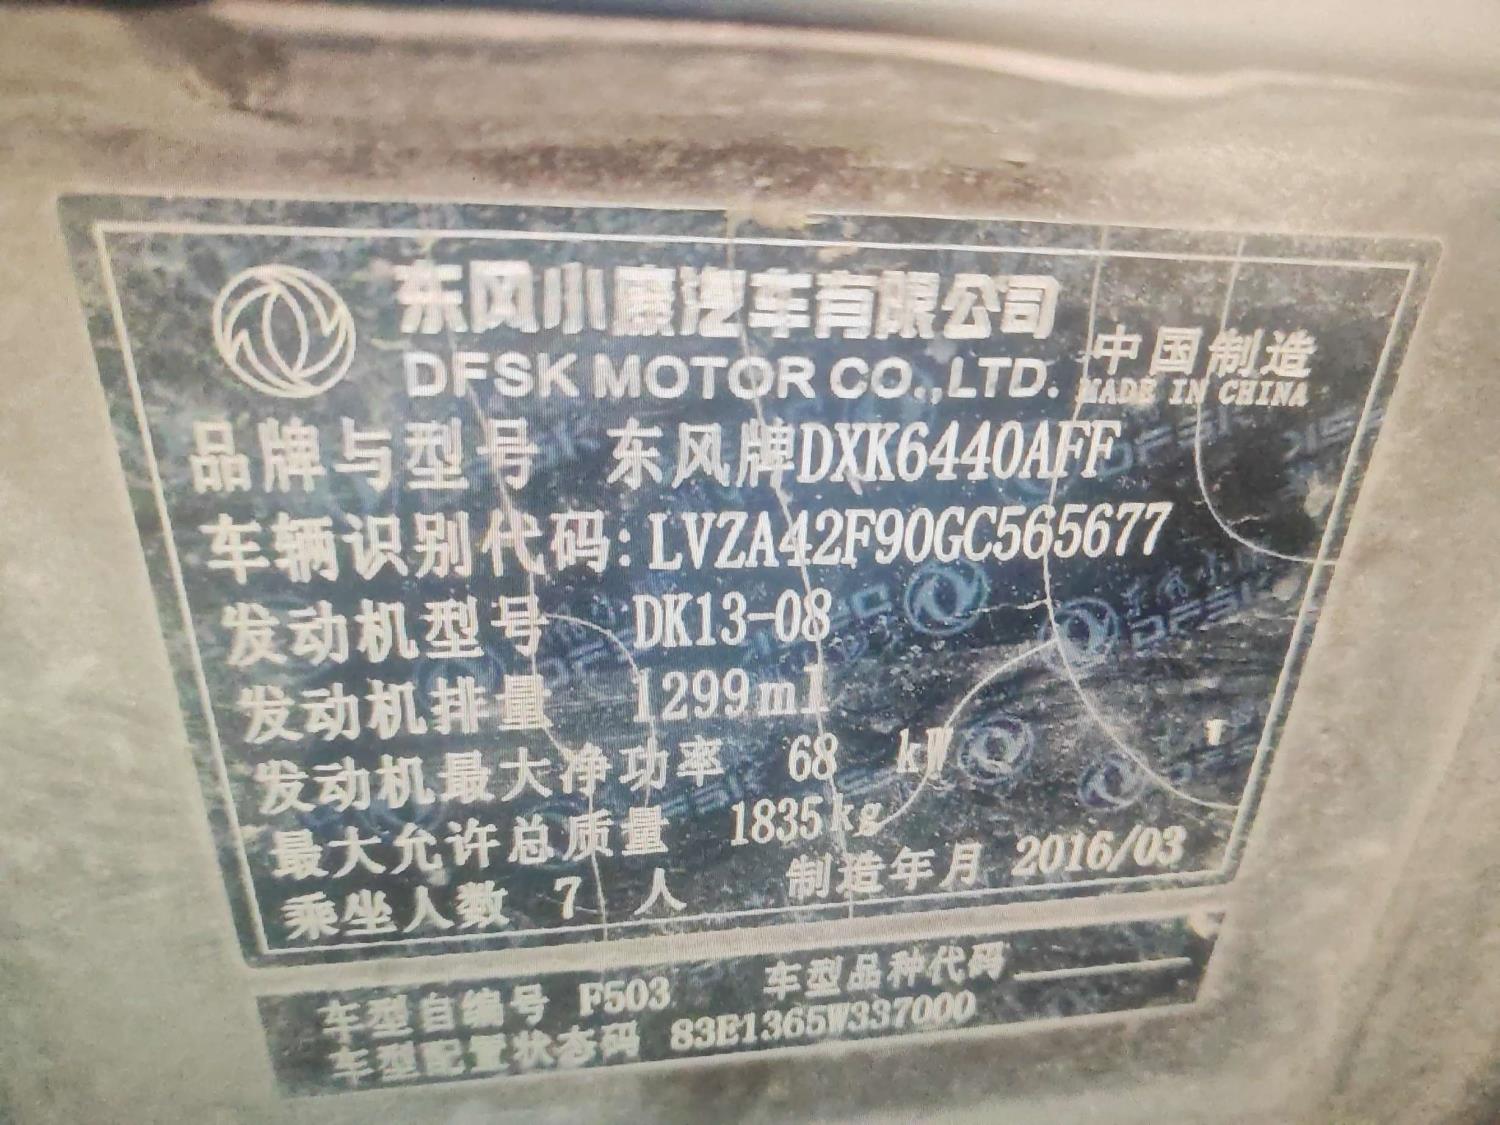 东风小康汽车有限公司
DFSK MOTOR CO.,LTD.
中国制造
MADE IN CHINA
品牌与型号 东风牌DXK6440AFF
车辆识别代码:LVZA42F90GC565677
发动机型号 DK13-08
发动机排量 1299ml
发动机最大净功率 68 kW
最大允许总质量 1835kg
乘坐人数 7 人 制造年月 2016/03
车型自编号 F503 车型品种代码
车型配置状态码 83E1365W337000